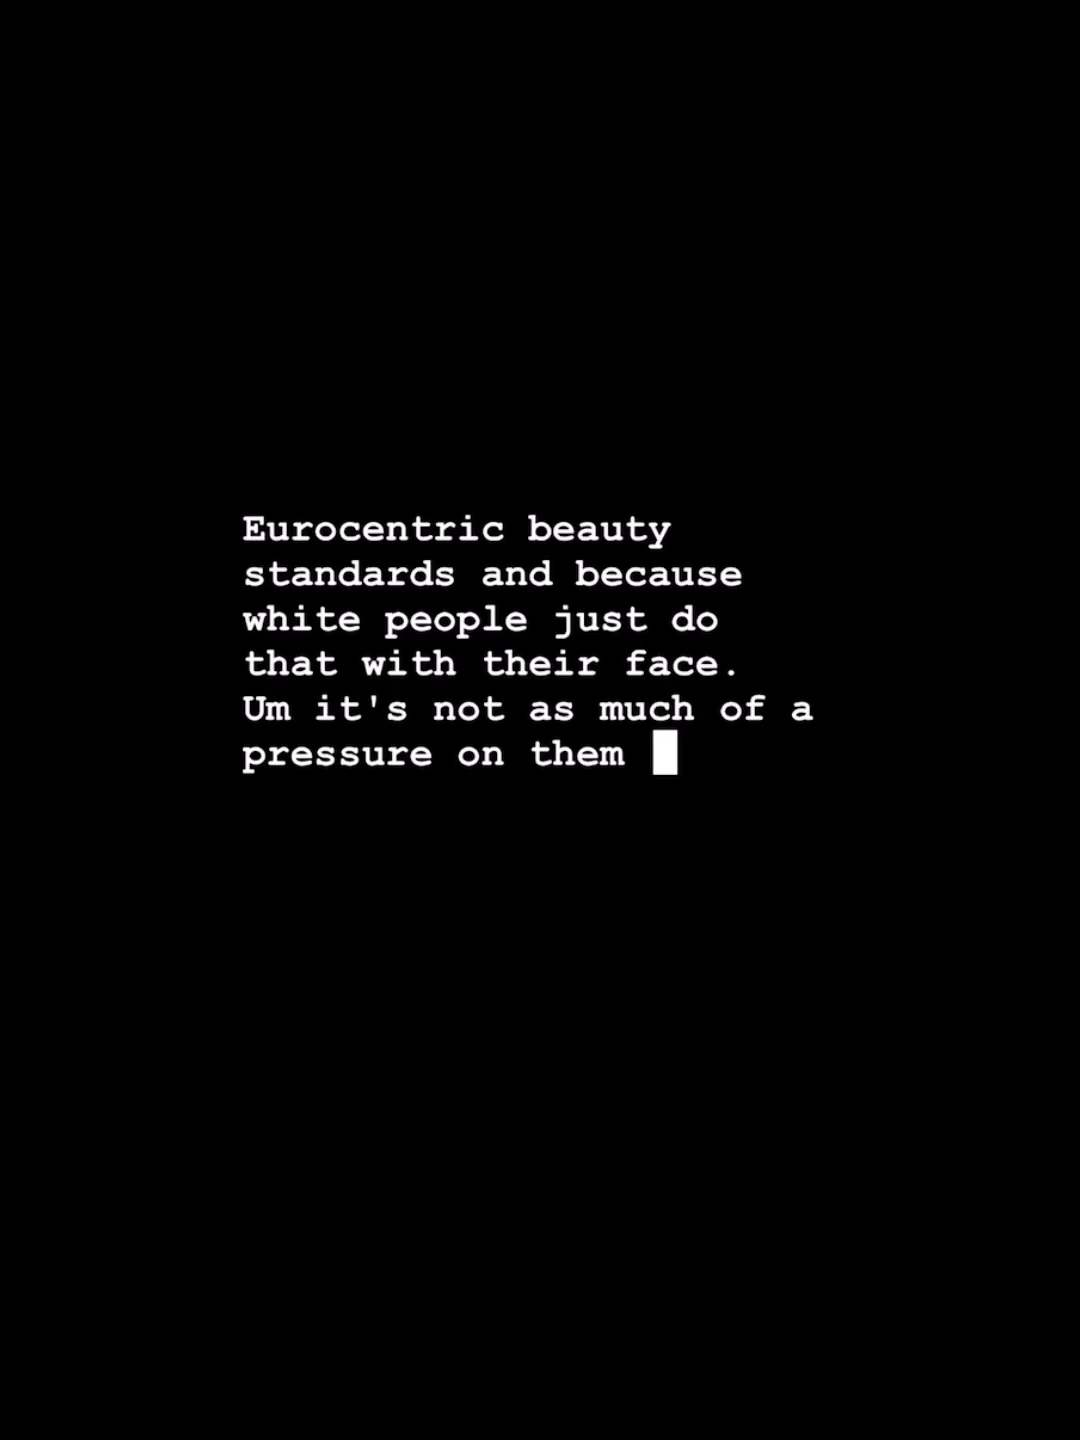 Eurocentric beauty
standards and because
white people just do
that with their face.
Um it's not as much of a
pressure on them